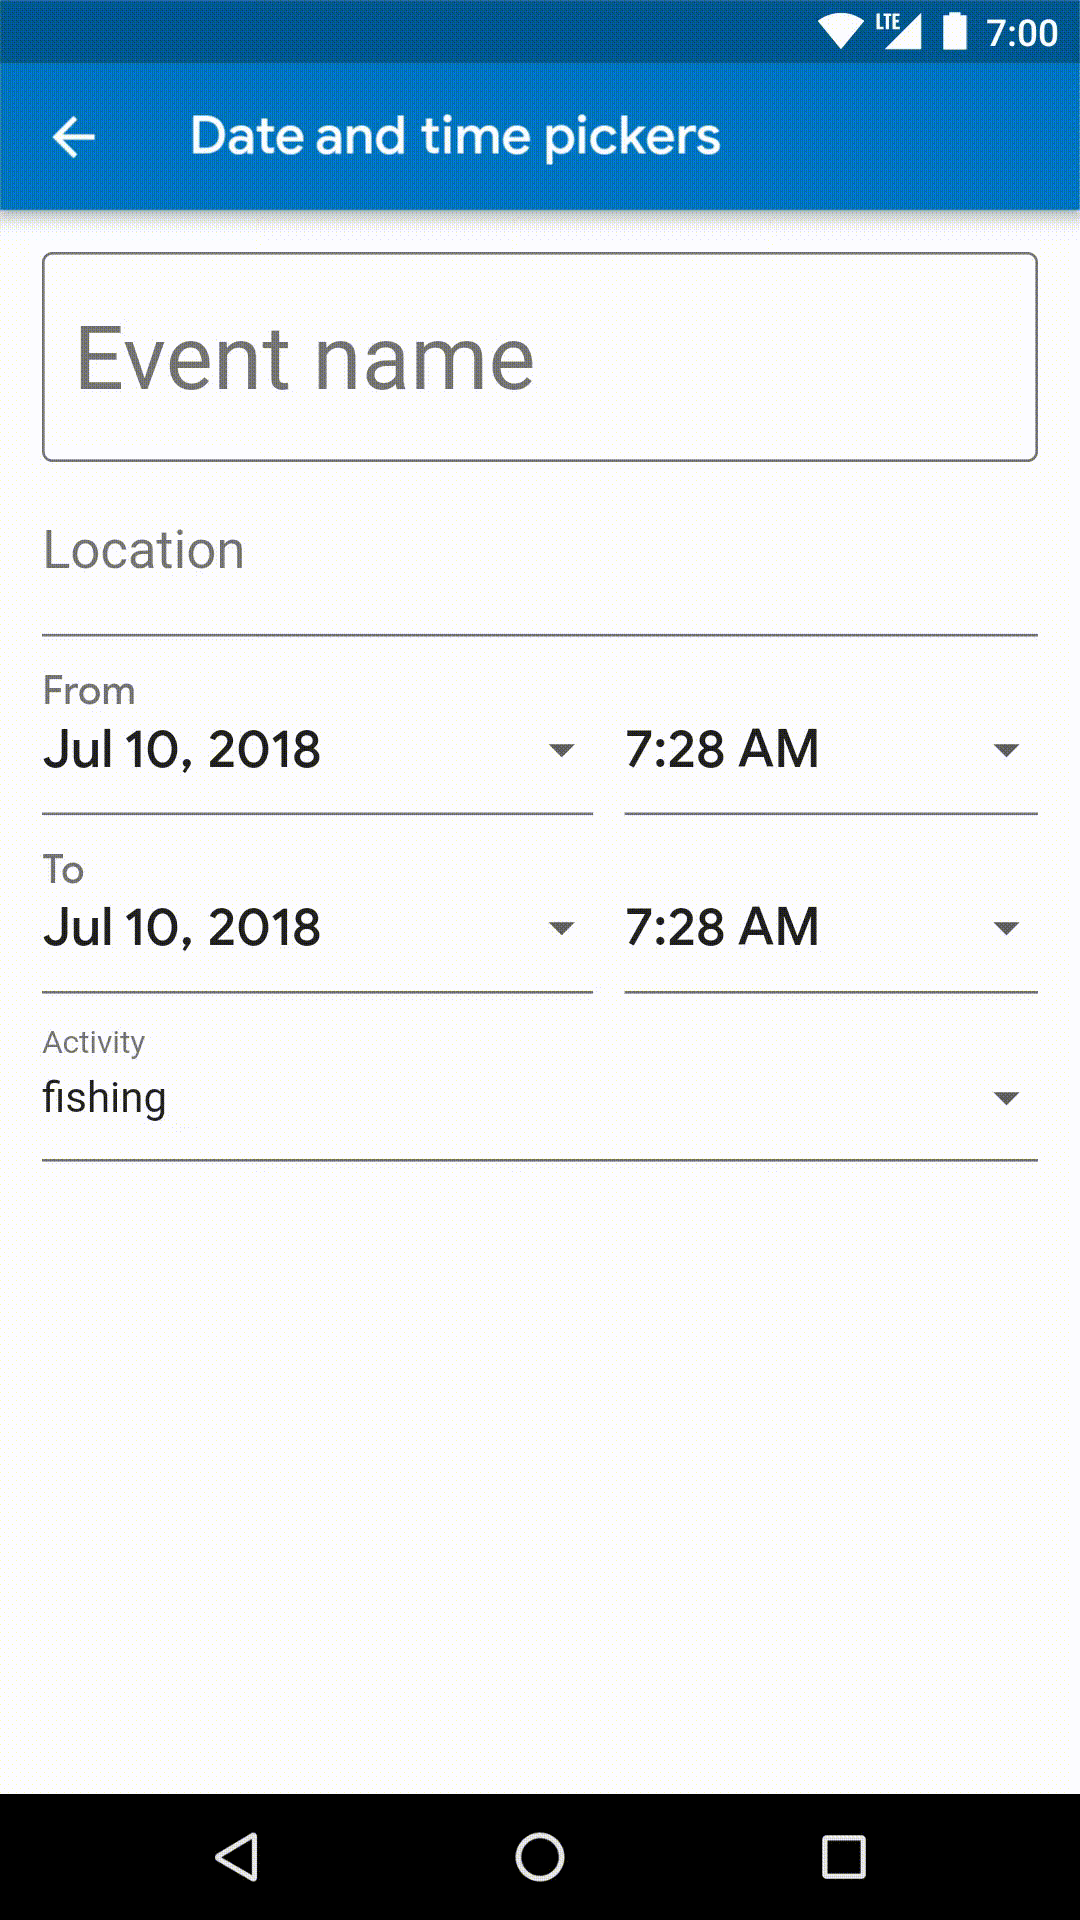 LTE 7:00
Date and time pickers
Event name
Location
From
Jul 10, 2018 7:28 AM
To
Jul 10, 2018 7:28 AM
Activity
fishing